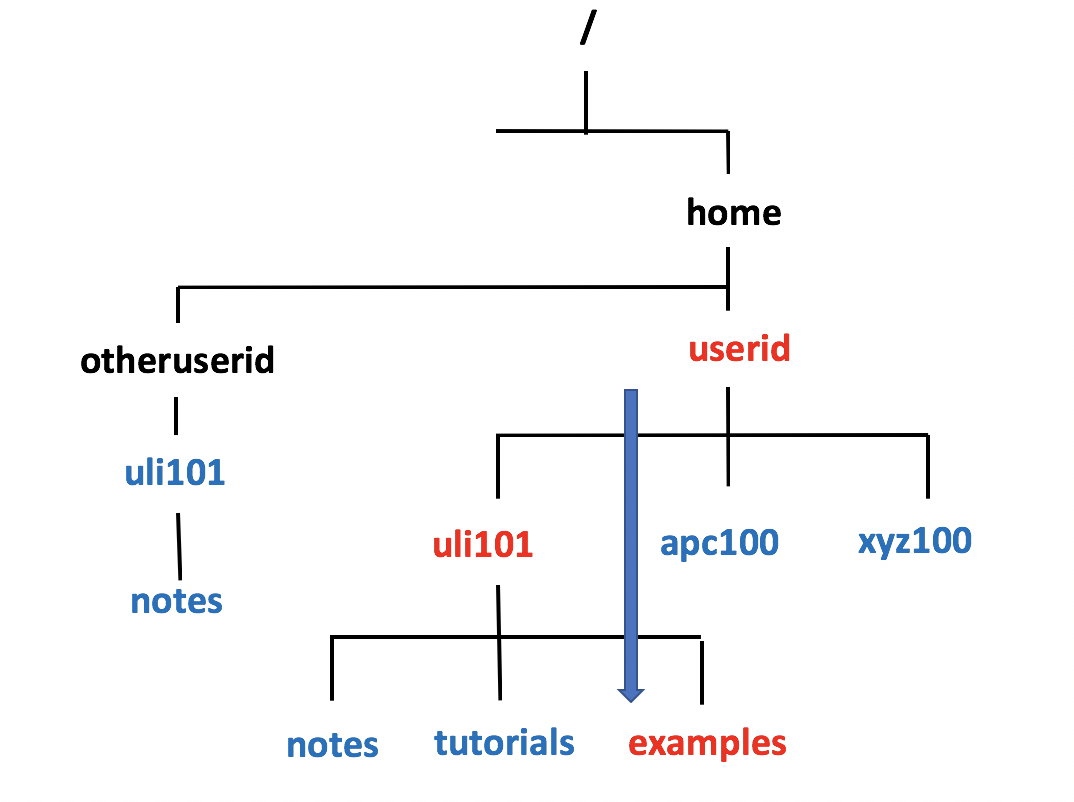 /
home
otheruserid
userid
uli101
uli101
apc100
xyz100
notes
notes
tutorials
examples